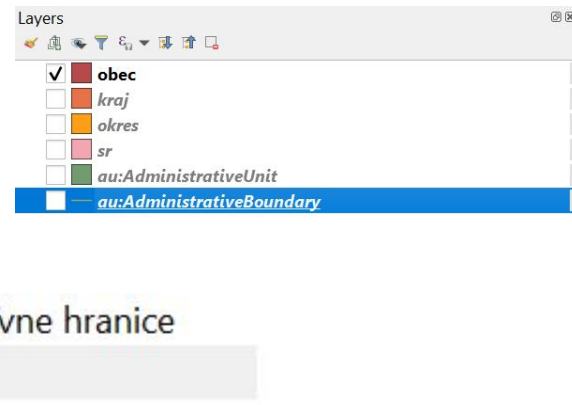 Layers
obec
kraj
okres
sr
au:AdministrativeUnit
au:AdministrativeBoundary
vne hranice